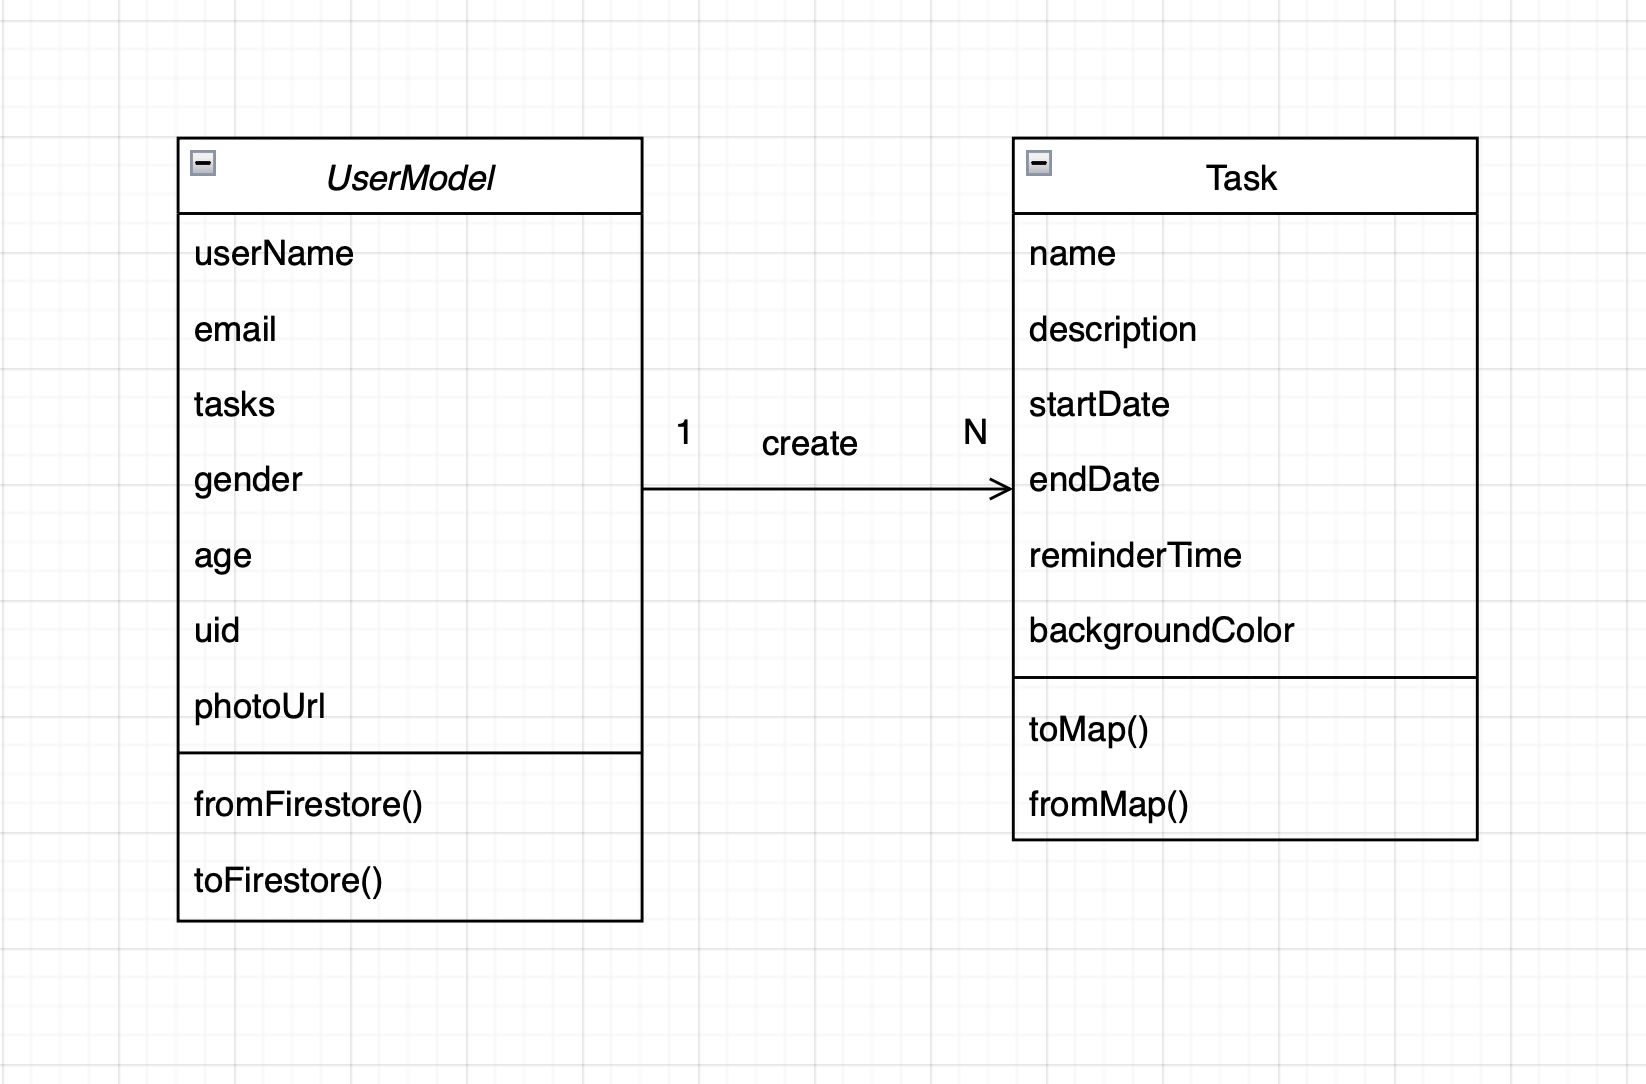 UserModel
userName
email
tasks
gender
age
uid
photoUrl
fromFirestore()
toFirestore()
1
create
N
Task
name
description
startDate
endDate
reminderTime
backgroundColor
toMap()
fromMap()